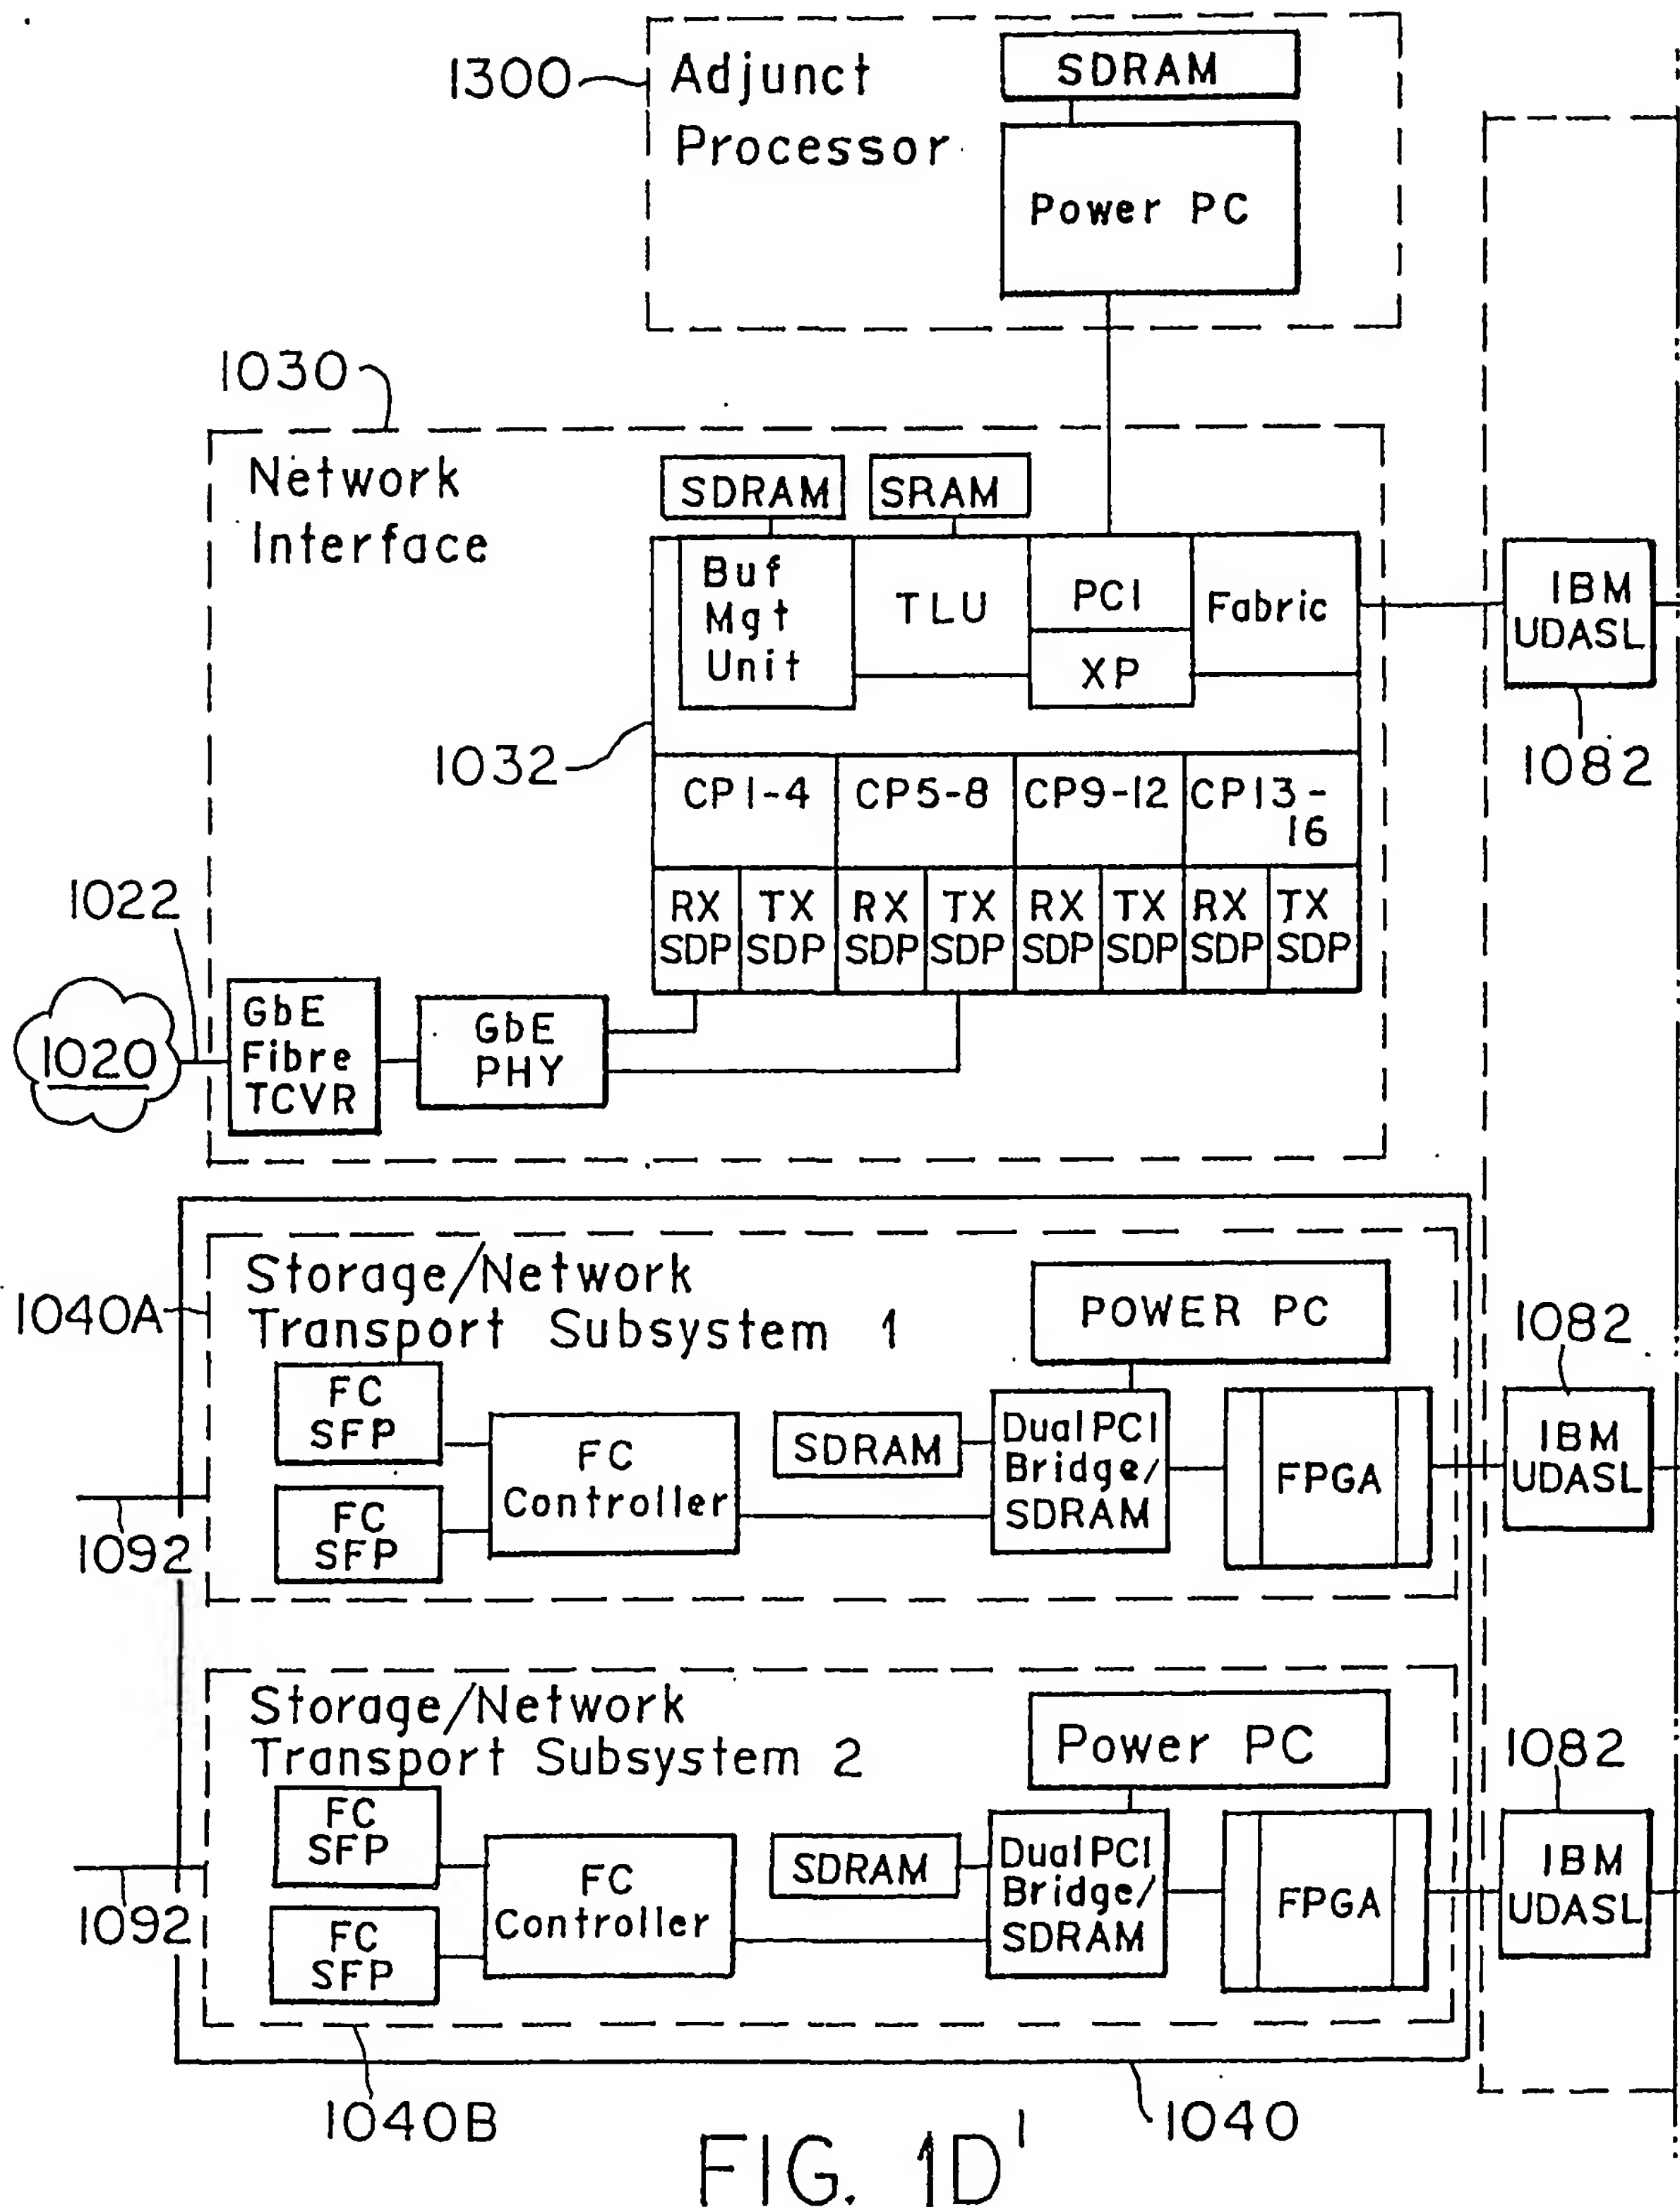 1300
Adjunct
Processor
SDRAM
Power PC
1030
Network
Interface
SDRAM
SRAM
Buf
Mgt
Unit
TLU
PCI
XP
Fabric
IBM
UDASL
1082
1032
CP1-4
CP5-8
CP9-12
CP13-
16
RX
SDP
TX
SDP
RX
SDP
TX
SDP
RX
SDP
TX
SDP
RX
SDP
TX
SDP
1022
1020
GbE
Fibre
TCVR
GbE
PHY
1040A
Storage/Network
Transport Subsystem 1
POWER PC
1082
FC
SFP
FC
SFP
FC
Controller
SDRAM
Dual PCI
Bridge/
SDRAM
FPGA
IBM
UDASL
1092
Storage/Network
Transport Subsystem 2
Power PC
1082
FC
SFP
FC
SFP
FC
Controller
SDRAM
Dual PCI
Bridge/
SDRAM
FPGA
IBM
UDASL
1092
1040B
1040
FIG. 1D'